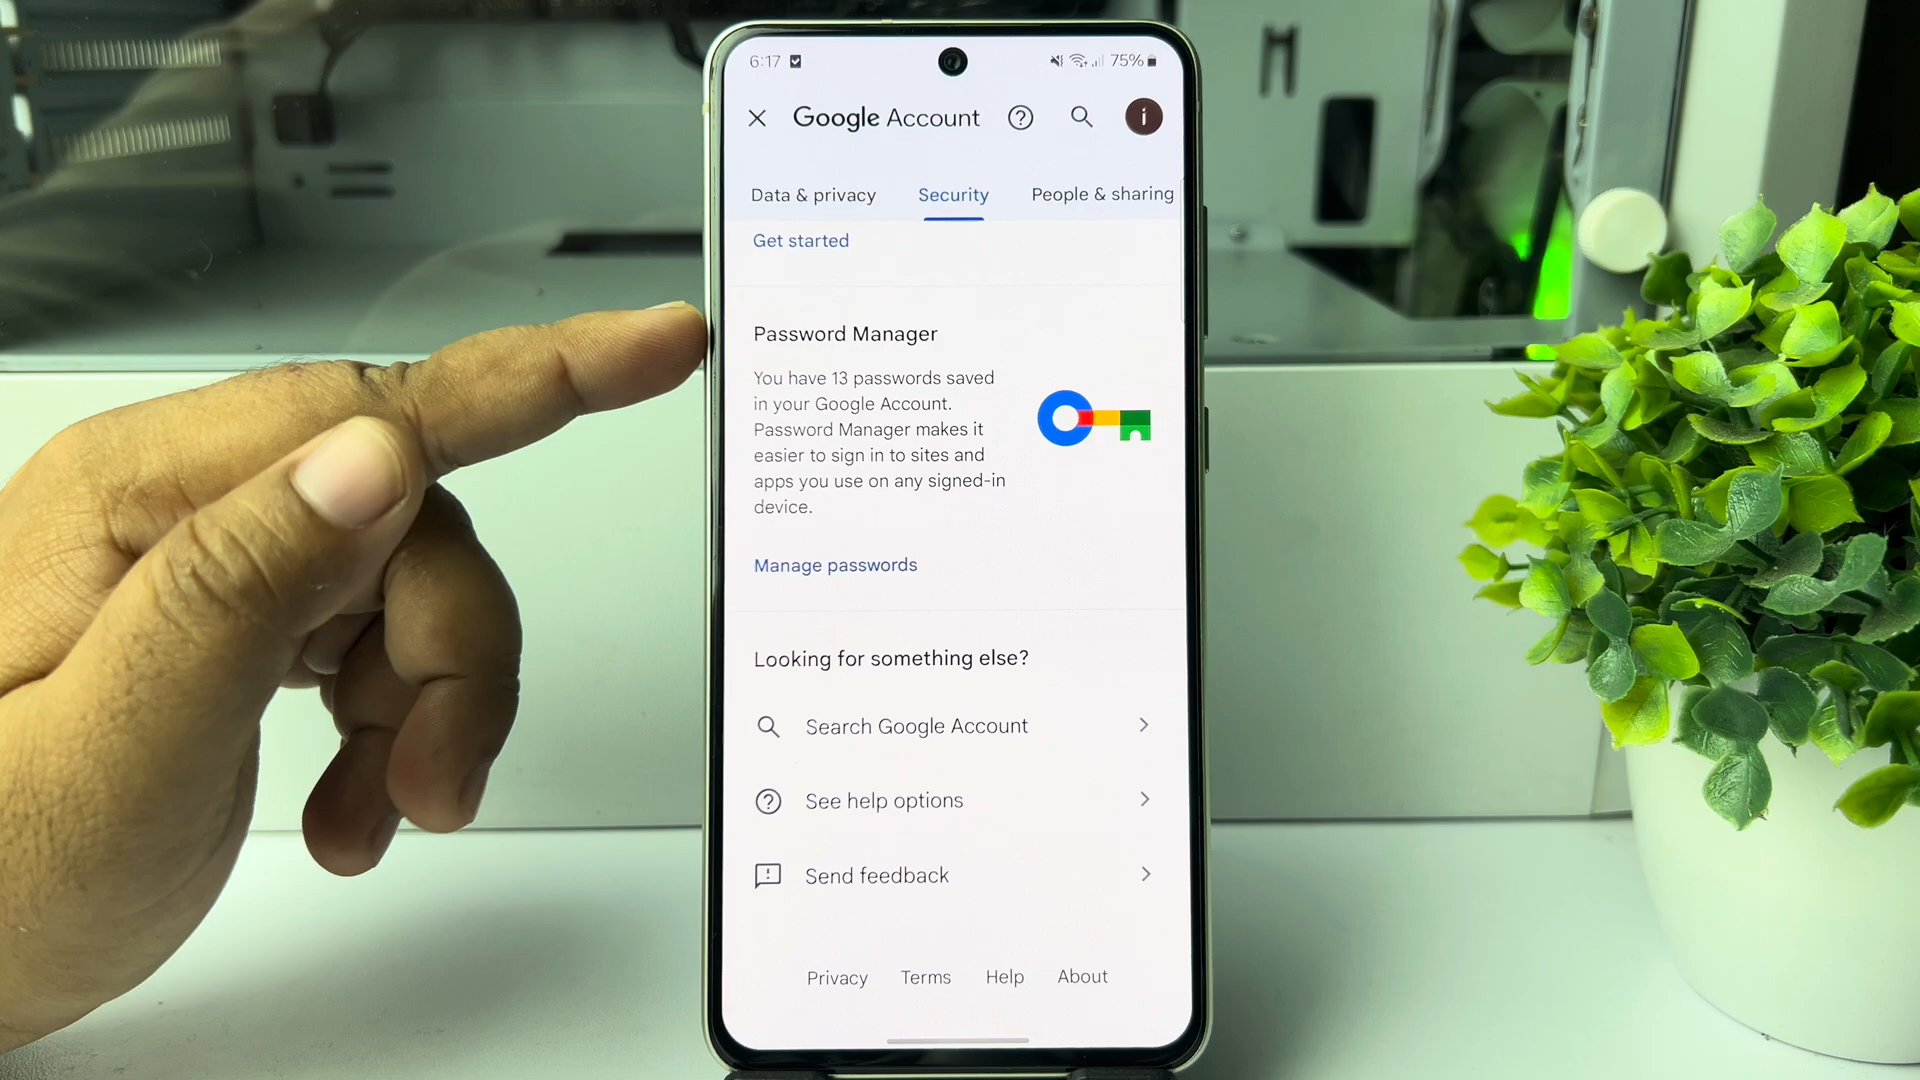 6:17 75%
Google Account i
Data & privacy Security People & sharing
Get started
Password Manager
You have 13 passwords saved
in your Google Account.
Password Manager makes it
easier to sign in to sites and
apps you use on any signed-in
device.
Manage passwords
Looking for something else?
Search Google Account
See help options
Send feedback
Privacy Terms Help About